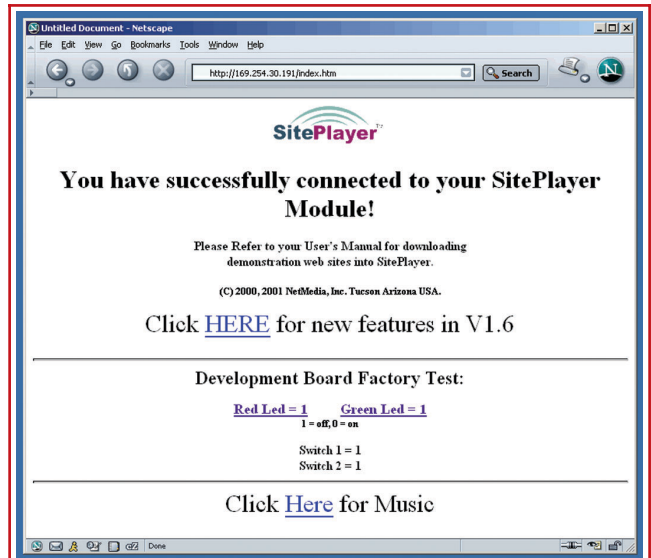 Untitled Document - Netscape
File Edit View Go Bookmarks Tools Window Help
http://169.254.30.191/index.htm Search N
SitePlayer™
You have successfully connected to your SitePlayer
Module!
Please Refer to your User's Manual for downloading
demonstration web sites into SitePlayer.
(C) 2000, 2001 NetMedia, Inc. Tucson Arizona USA.
Click HERE for new features in V1.6
Development Board Factory Test:
Red Led = 1 Green Led = 1
1 = off, 0 = on
Switch 1 = 1
Switch 2 = 1
Click Here for Music
Done